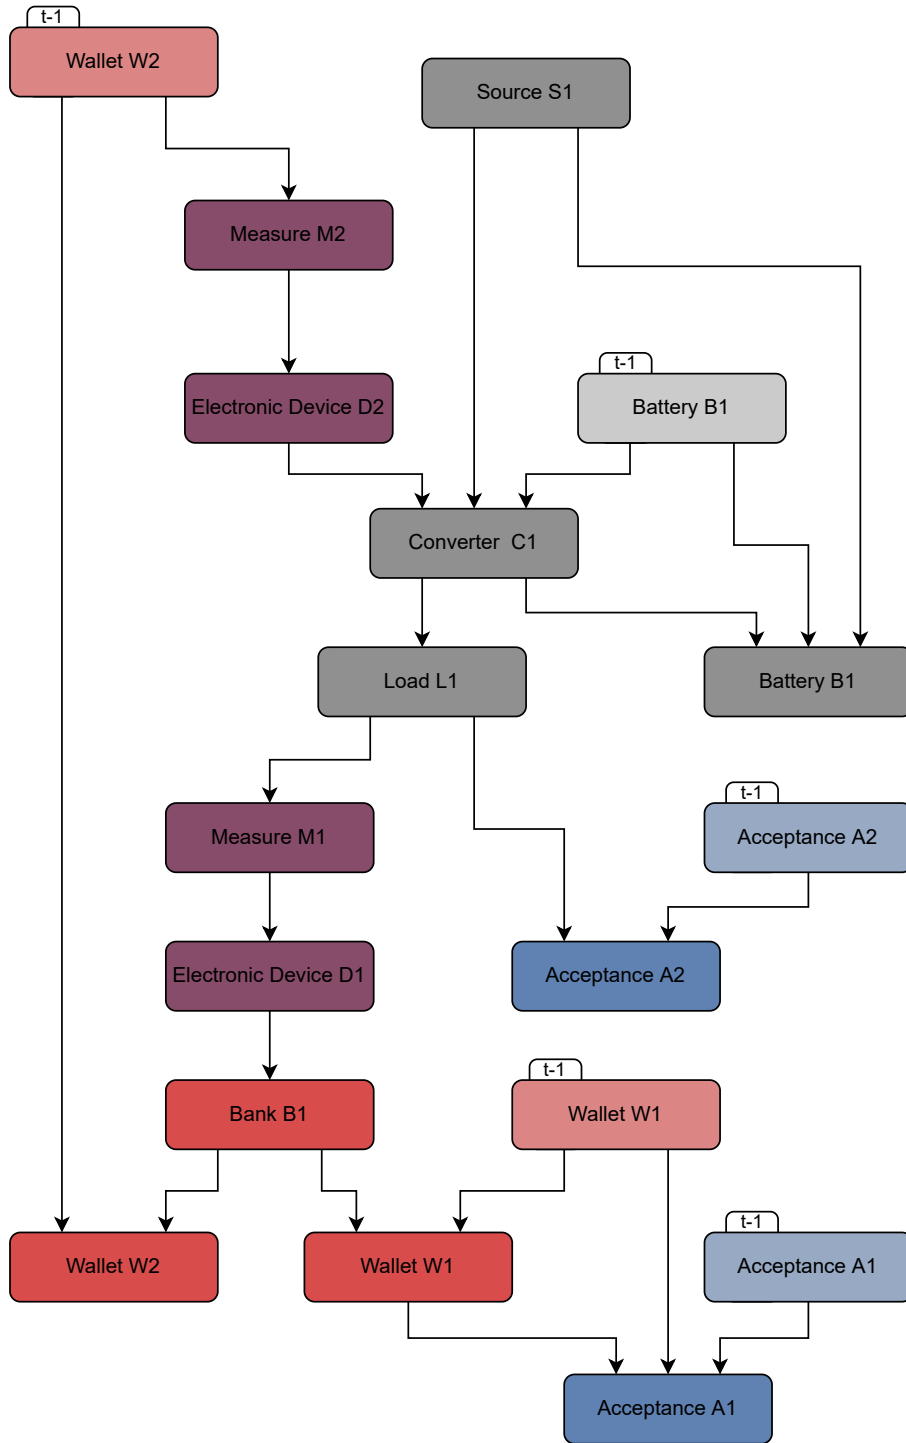 t-1
Wallet W2
Source S1
Measure M2
t-1
Electronic Device D2
Battery B1
Converter C1
Load L1
Battery B1
t-1
Measure M1
Acceptance A2
Electronic Device D1
Acceptance A2
t-1
Bank B1
Wallet W1
t-1
Wallet W2
Wallet W1
Acceptance A1
Acceptance A1